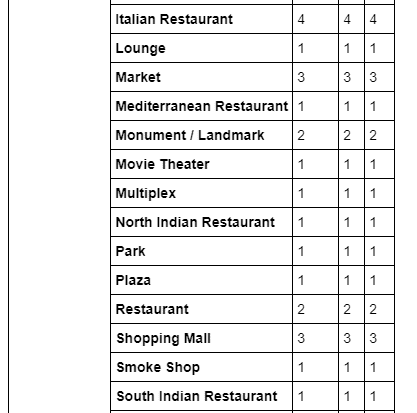 Italian Restaurant 4 4 4
Lounge 1 1 1
Market 3 3 3
Mediterranean Restaurant 1 1 1
Monument / Landmark 2 2 2
Movie Theater 1 1 1
Multiplex 1 1 1
North Indian Restaurant 1 1 1
Park 1 1 1
Plaza 1 1 1
Restaurant 2 2 2
Shopping Mall 3 3 3
Smoke Shop 1 1 1
South Indian Restaurant 1 1 1